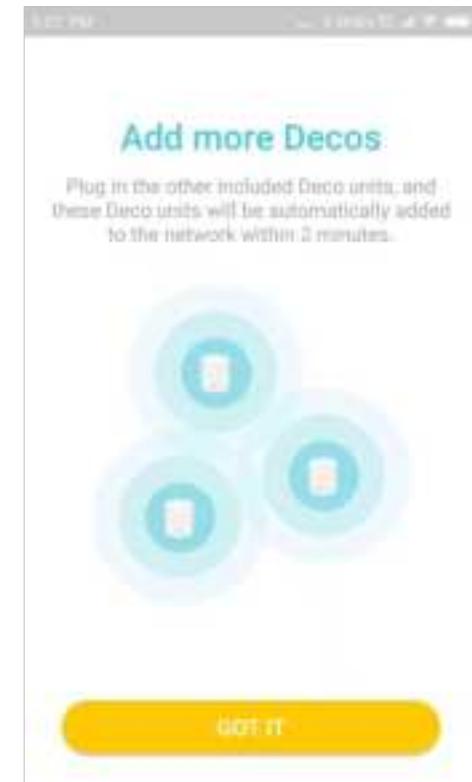 Add more Decos
Plug in the other included Deco units, and
these Deco units will be automatically added
to the network within 2 minutes.
GOT IT